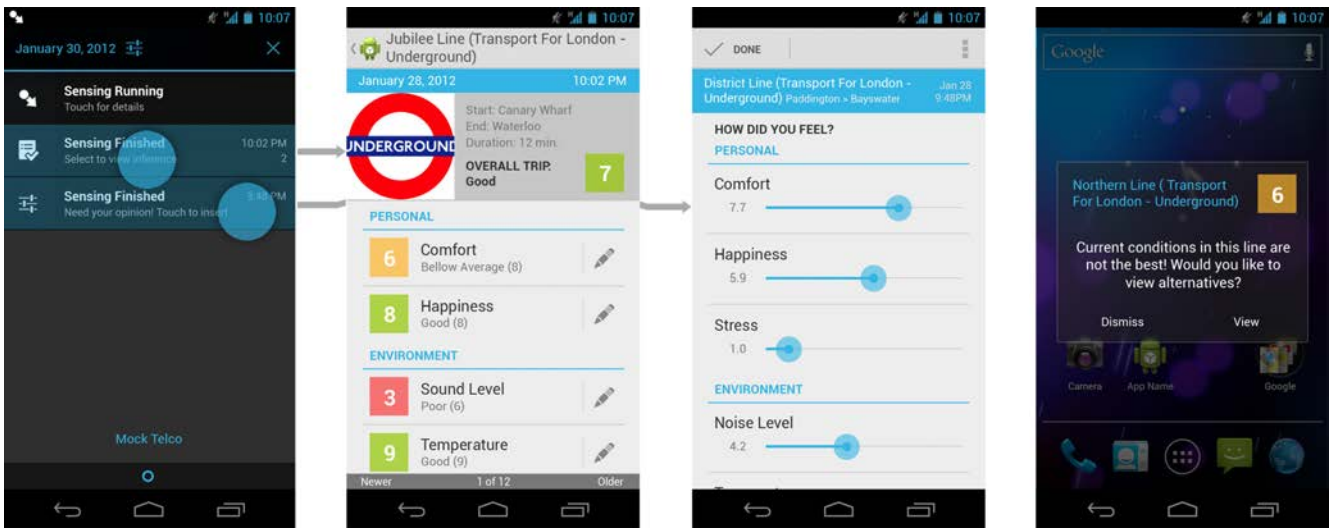 10:07
January 30, 2012
Sensing Running
Touch for details
Sensing Finished 10:02 PM
Select to view inference 2
Sensing Finished 9:48 PM
Need your opinion! Touch to insert
Mock Telco
10:07
Jubilee Line (Transport For London -
Underground)
January 28, 2012 10:02 PM
UNDERGROUND
Start: Canary Wharf
End: Waterloo
Duration: 12 min.
OVERALL TRIP:
Good
7
PERSONAL
6 Comfort
Bellow Average (8)
8 Happiness
Good (8)
ENVIRONMENT
3 Sound Level
Poor (6)
9 Temperature
Good (9)
Newer 1 of 12 Older
10:07
DONE
District Line (Transport For London - Jan 28
Underground) Paddington > Bayswater 9:48PM
HOW DID YOU FEEL?
PERSONAL
Comfort
7.7
Happiness
5.9
Stress
1.0
ENVIRONMENT
Noise Level
4.2
10:07
Google
Northern Line ( Transport
For London - Underground)
6
Current conditions in this line are
not the best! Would you like to
view alternatives?
Dismiss View
Camera App Name Google